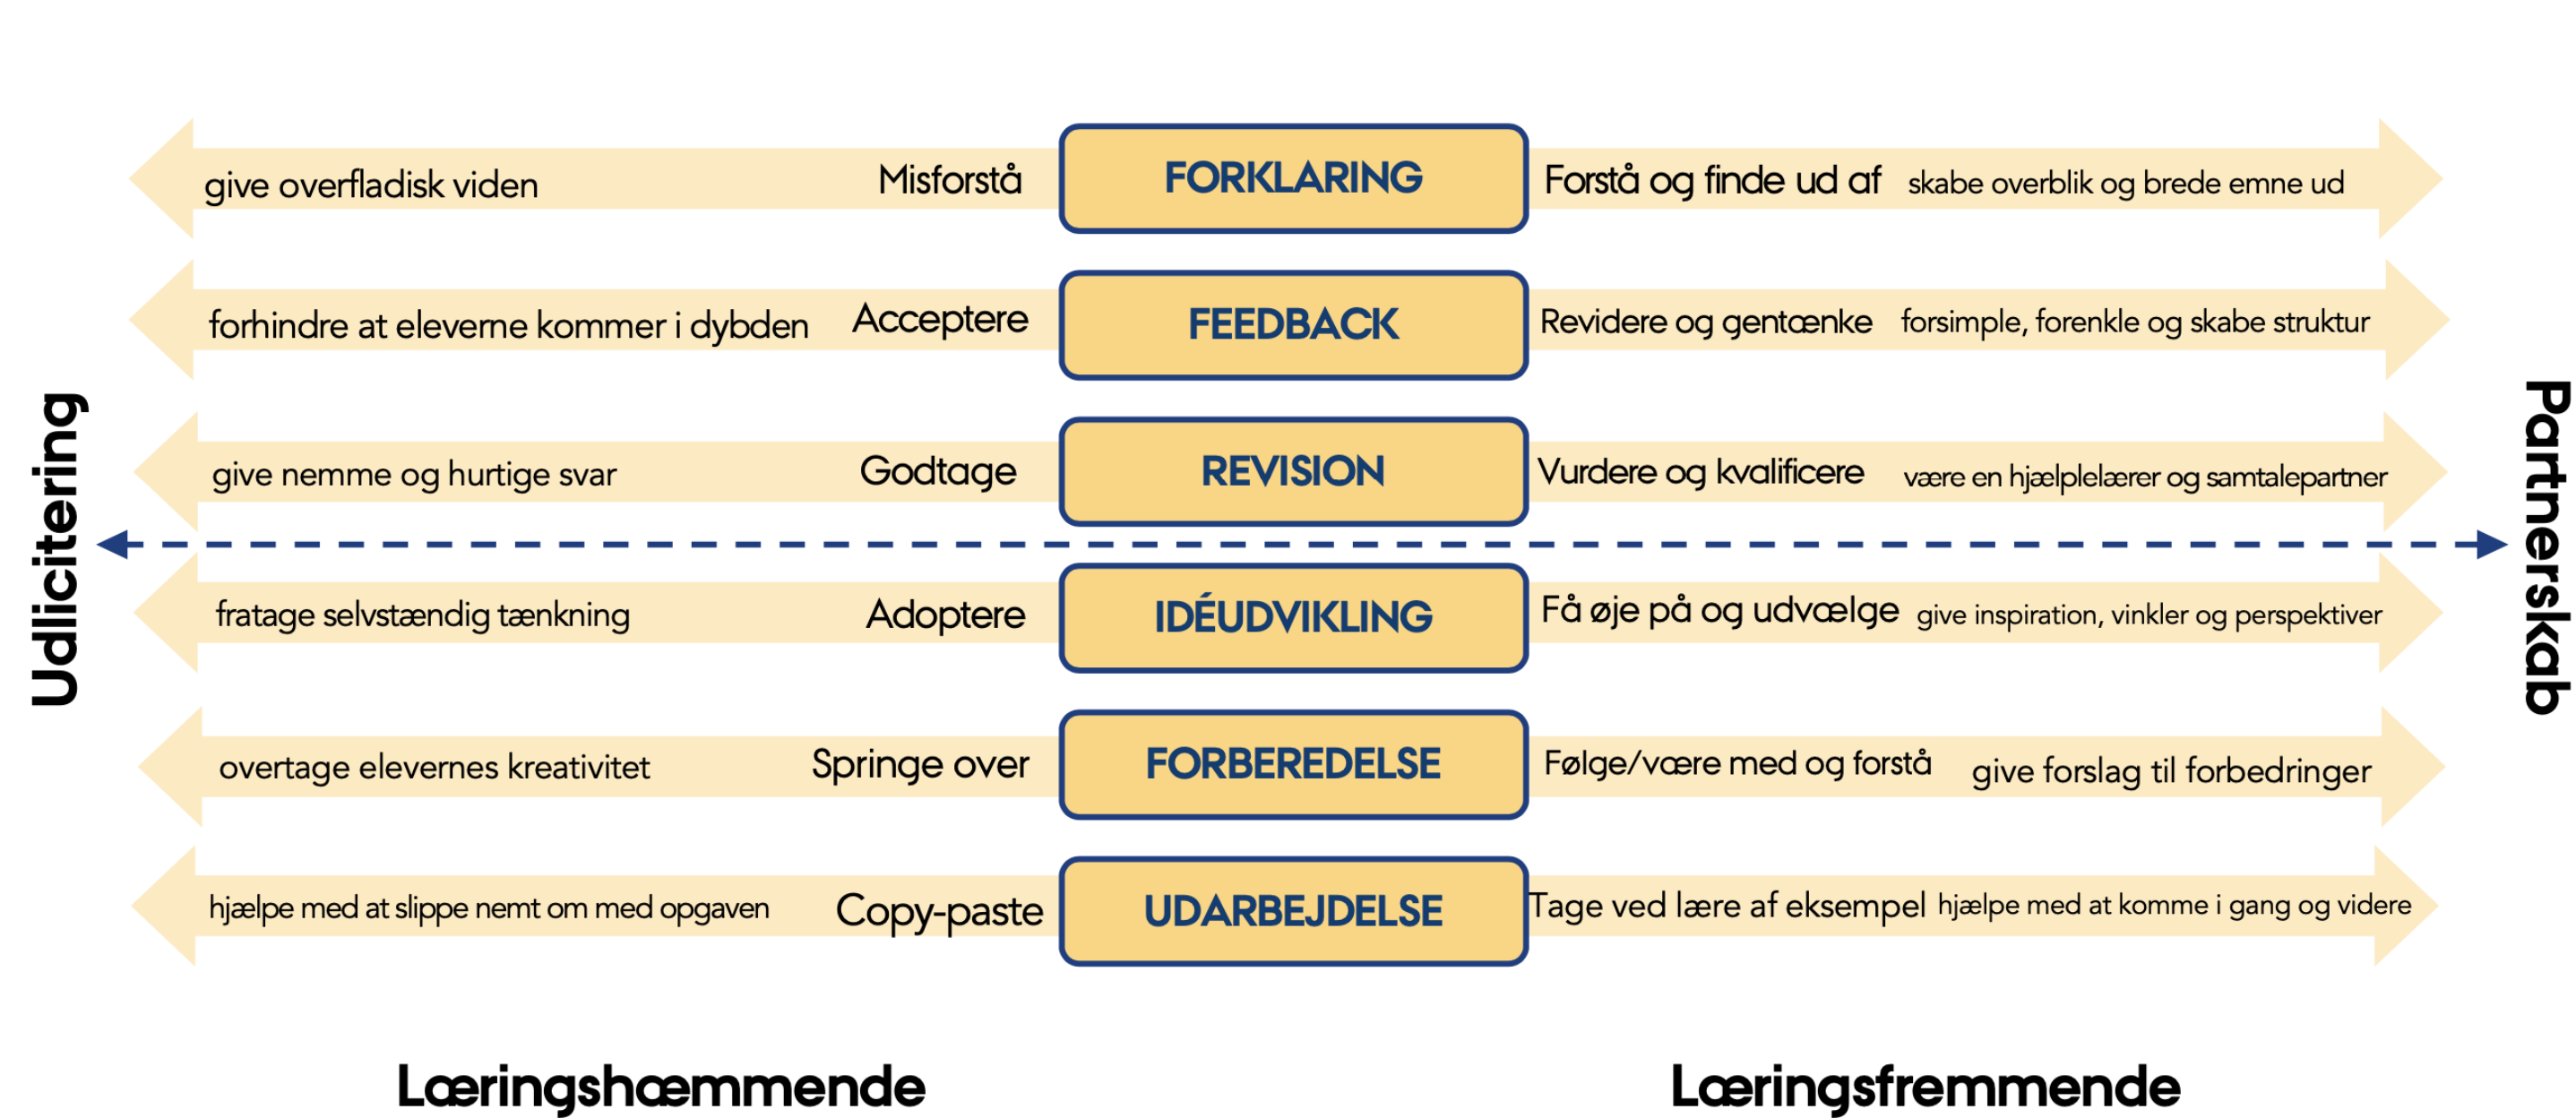 give overfladisk viden Misforstå FORKLARING Forstå og finde ud af skabe overblik og brede emne ud
forhindre at eleverne kommer i dybden Acceptere FEEDBACK Revidere og gentænke forsimple, forenkle og skabe struktur
give nemme og hurtige svar Godtage REVISION Vurdere og kvalificere være en hjælplelærer og samtalepartner
Udlicitering
Partnerskab
fratage selvstændig tænkning Adoptere IDÉUDVIKLING Få øje på og udvælge give inspiration, vinkler og perspektiver
overtage elevernes kreativitet Springe over FORBEREDELSE Følge/være med og forstå give forslag til forbedringer
hjælpe med at slippe nemt om med opgaven Copy-paste UDARBEJDELSE Tage ved lære af eksempel hjælpe med at komme i gang og videre
Læringshæmmende Læringsfremmende